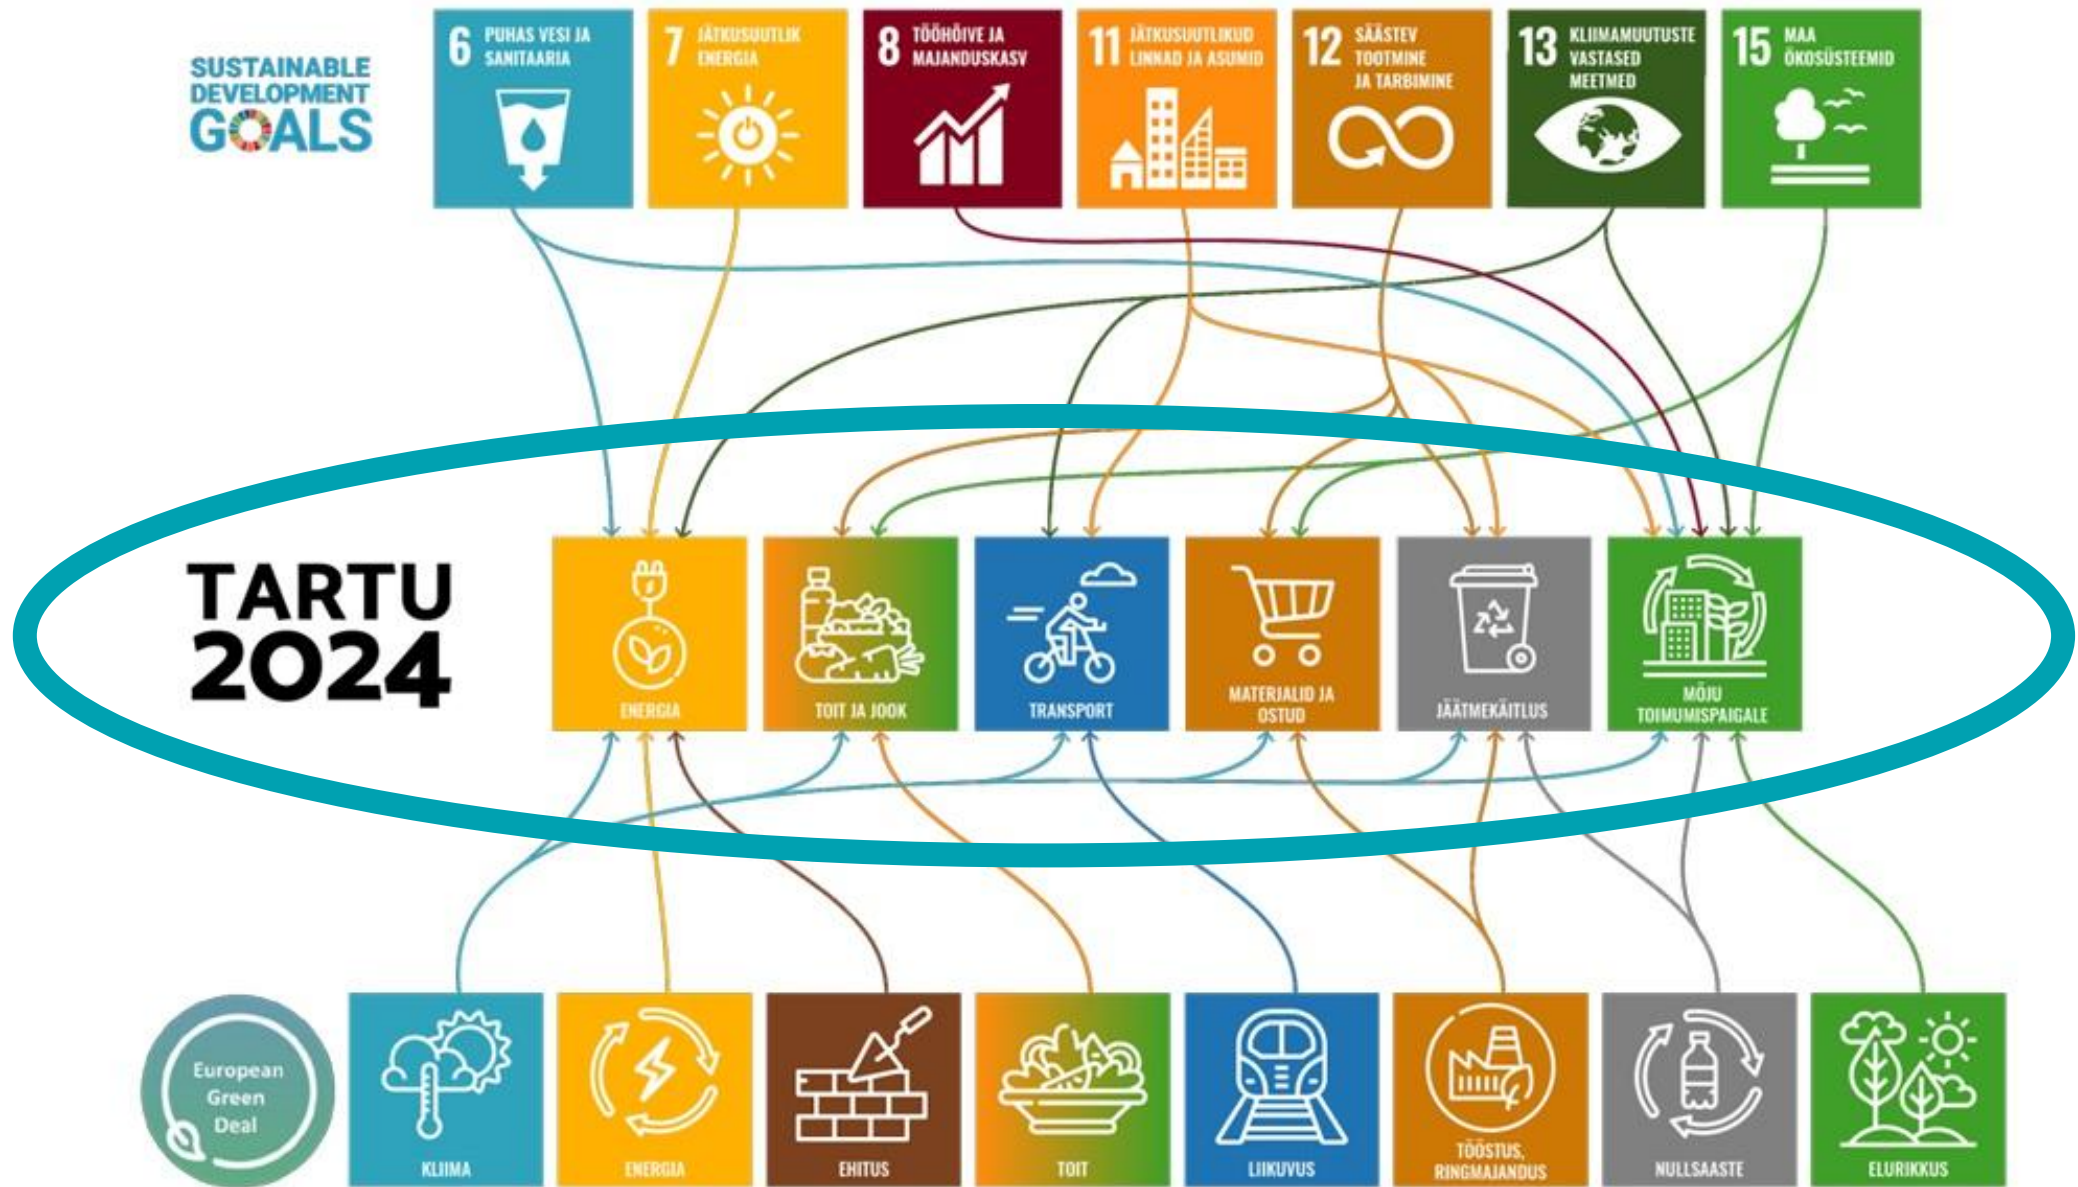 SUSTAINABLE
DEVELOPMENT
GOALS
6 PUHAS VESI JA
SANITAARIA
7 JÄTKUSUUTLIK
ENERGIA
8 TÖÖHÕIVE JA
MAJANDUSKASV
11 JÄTKUSUUTLIKUD
LINNAD JA ASUMID
12 SÄÄSTEV
TOOTMINE
JA TARBIMINE
13 KLIIMAMUUTUSTE
VASTASED
MEETMED
15 MAA
ÖKOSÜSTEEMID
TARTU
2024
ENERGIA
TOIT JA JOOK
TRANSPORT
MATERJALID JA
OSTUD
JÄÄTMEKÄITLUS
MÕJU
TOIMUMISPAIGALE
European
Green
Deal
KLIIMA
ENERGIA
EHITUS
TOIT
LIIKUVUS
TÖÖSTUS,
RINGMAJANDUS
NULLSAASTE
ELURIKKUS